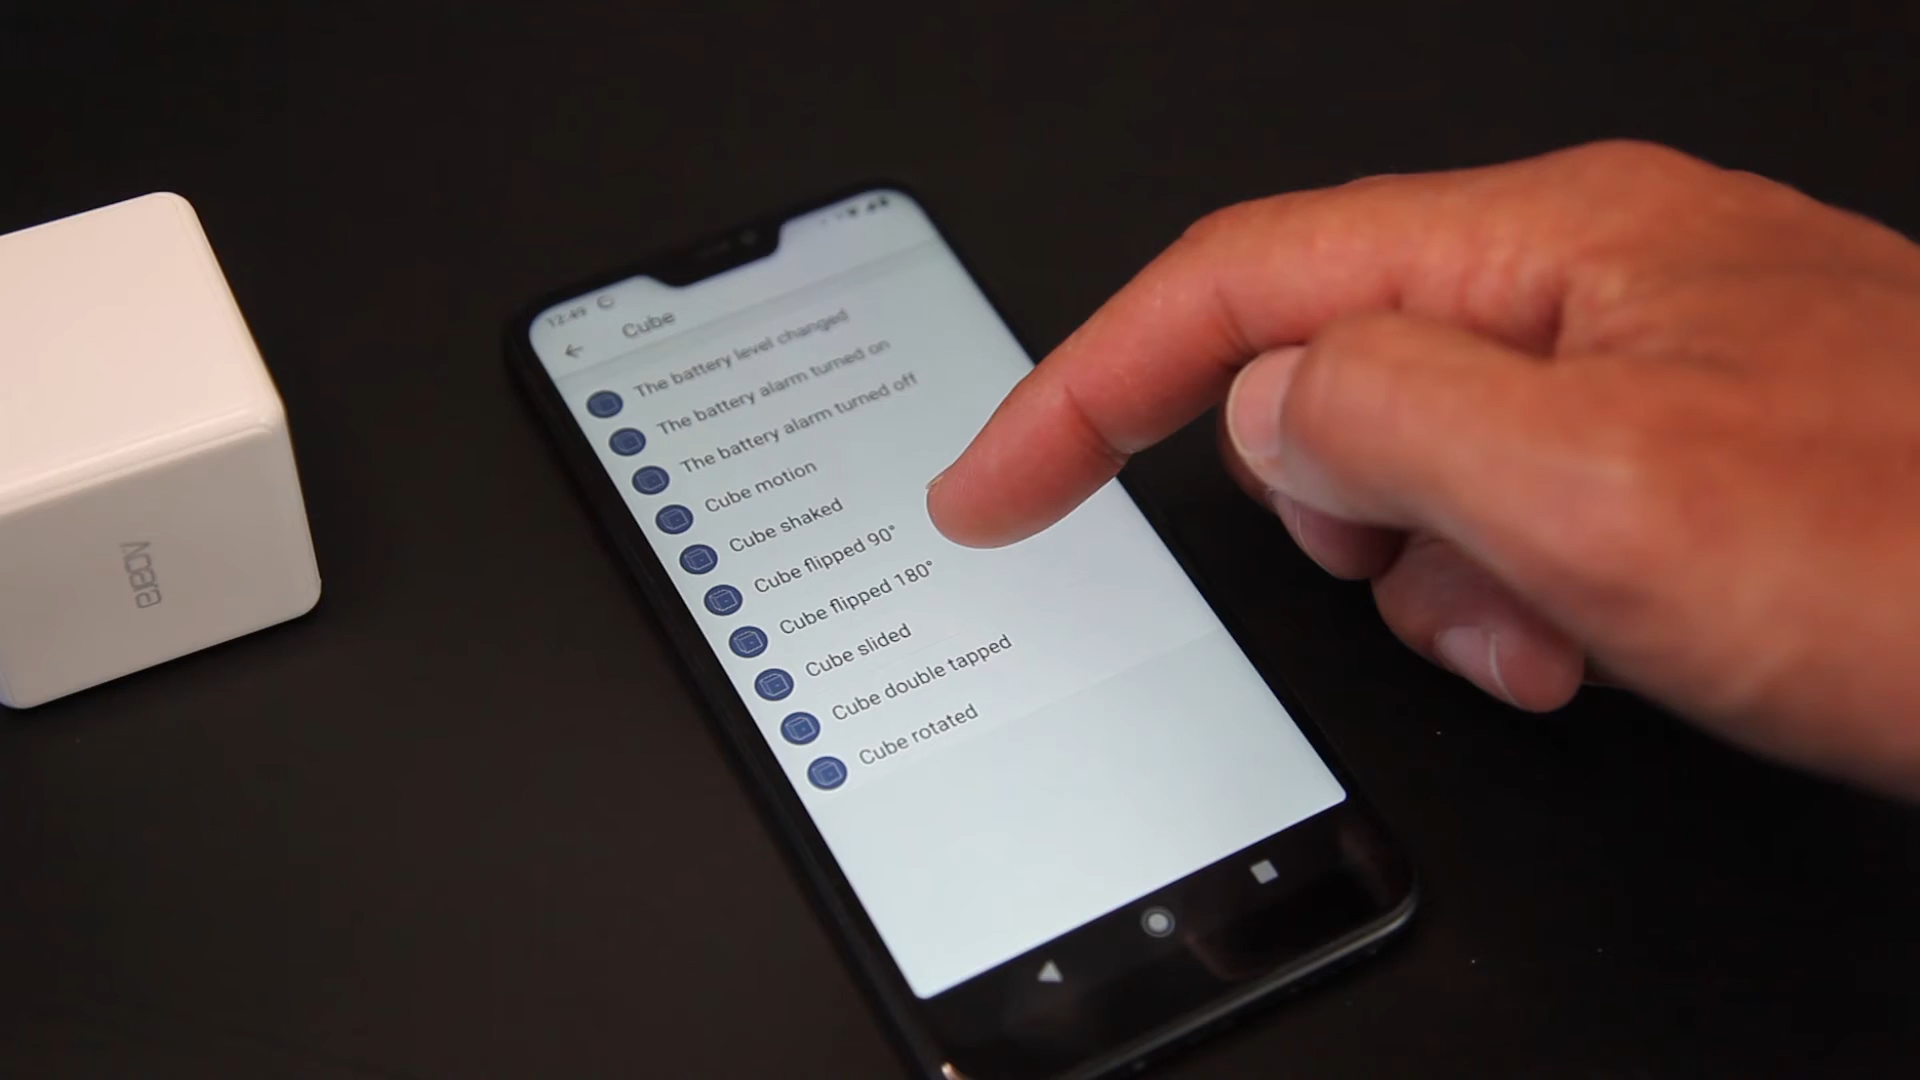 12:49
Cube
The battery level changed
The battery alarm turned on
The battery alarm turned off
Cube motion
Cube shaked
Cube flipped 90°
Cube flipped 180°
Cube slided
Cube double tapped
Cube rotated
Aqara